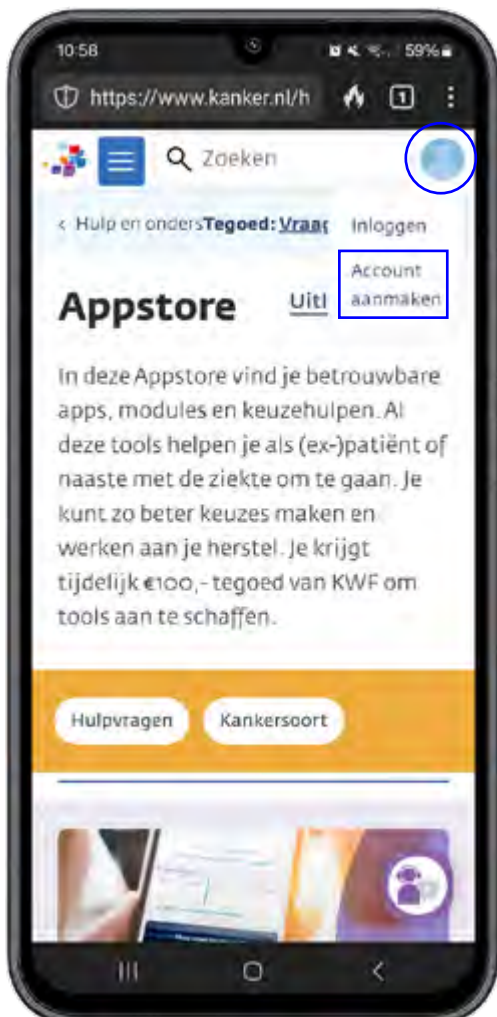 10:58
59%
https://www.kanker.nl/h
1
Zoeken
< Hulp en onders Tegoed: Vraag
Inloggen
Account
aanmaken
Appstore
Uitl
In deze Appstore vind je betrouwbare
apps, modules en keuzehulpen. Al
deze tools helpen je als (ex-)patiënt of
naaste met de ziekte om te gaan. Je
kunt zo beter keuzes maken en
werken aan je herstel. Je krijgt
tijdelijk €100,- tegoed van KWF om
tools aan te schaffen.
Hulpvragen
Kankersoort